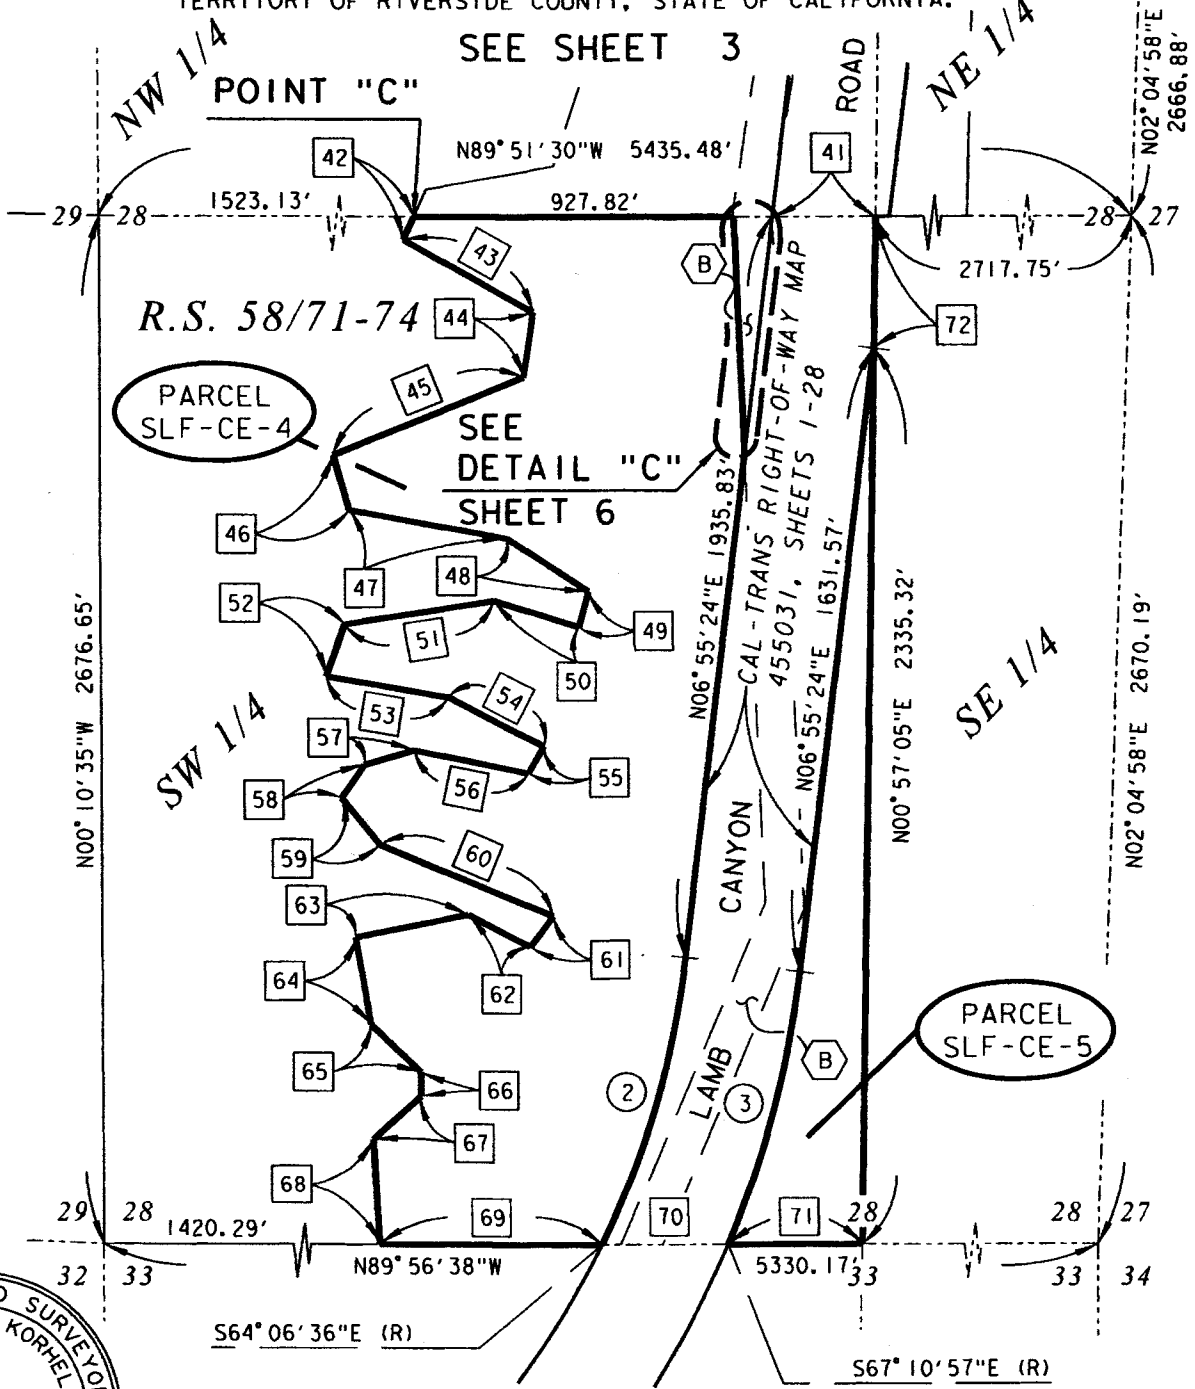 TERRITORY OF RIVERSIDE COUNTY, STATE OF CALIFORNIA.
SEE SHEET 3
NW 1/4
NE 1/4
POINT "C"
ROAD
N02°04'58"E
2666.88'
42
N89°51'30"W 5435.48'
41
1523.13'
927.82'
29 28
28 27
43
B
2717.75'
R.S. 58/71-74
44
72
PARCEL
SLF-CE-4
45
SEE
DETAIL "C"
SHEET 6
CAL-TRANS RIGHT-OF-WAY MAP
455031, SHEETS 1-28
46
47
48
49
50
51
52
53
54
55
56
57
58
59
60
61
62
63
64
65
66
67
68
N06°55'24"E 1935.83'
N06°55'24"E 1631.57'
N00°57'05"E 2335.32'
N00°10'35"W 2676.65'
N02°04'58"E 2670.19'
SW 1/4
SE 1/4
LAMB CANYON
PARCEL
SLF-CE-5
B
2
3
29 28
1420.29'
69
70
71
28
28 27
N89°56'38"W
5330.17'
32 33
33
33 34
S64°06'36"E (R)
S67°10'57"E (R)
SURVEYO
KORHEL